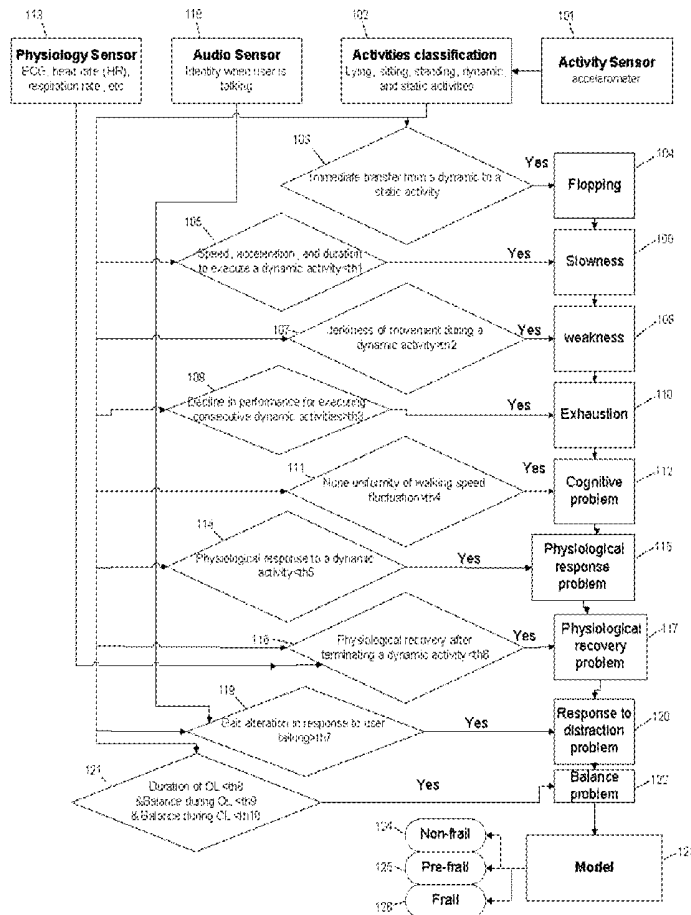 113
118
102
101
Physiology Sensor
ECG, heart rate (HR),
respiration rate, etc
Audio Sensor
Identity when user is
talking
Activities classification
Lying, sitting, standing, dynamic
and static activities
Activity Sensor
accelerometer
103
Immediate transfer from a dynamic to a
static activity
Yes
104
Flopping
105
Speed, acceleration, and duration
to execute a dynamic activity<th1
Yes
106
Slowness
107
Jerkiness of movement during a
dynamic activity<th2
Yes
108
weakness
109
Decline in performance for executing
consecutive dynamic activities>th3
Yes
110
Exhaustion
111
None uniformity of walking speed
fluctuation<th4
Yes
112
Cognitive
problem
114
Physiological response to a dynamic
activity<th5
Yes
115
Physiological
response
problem
116
Physiological recovery after
terminating a dynamic activity<th6
Yes
117
Physiological
recovery
problem
119
Gait alteration in response to user
talking>th7
Yes
120
Response to
distraction
problem
121
Duration of OL <th8
&Balance during OL <th9
& Balance during CL <th10
Yes
122
Balance
problem
124
Non-frail
125
Pre-frail
126
Frail
Model